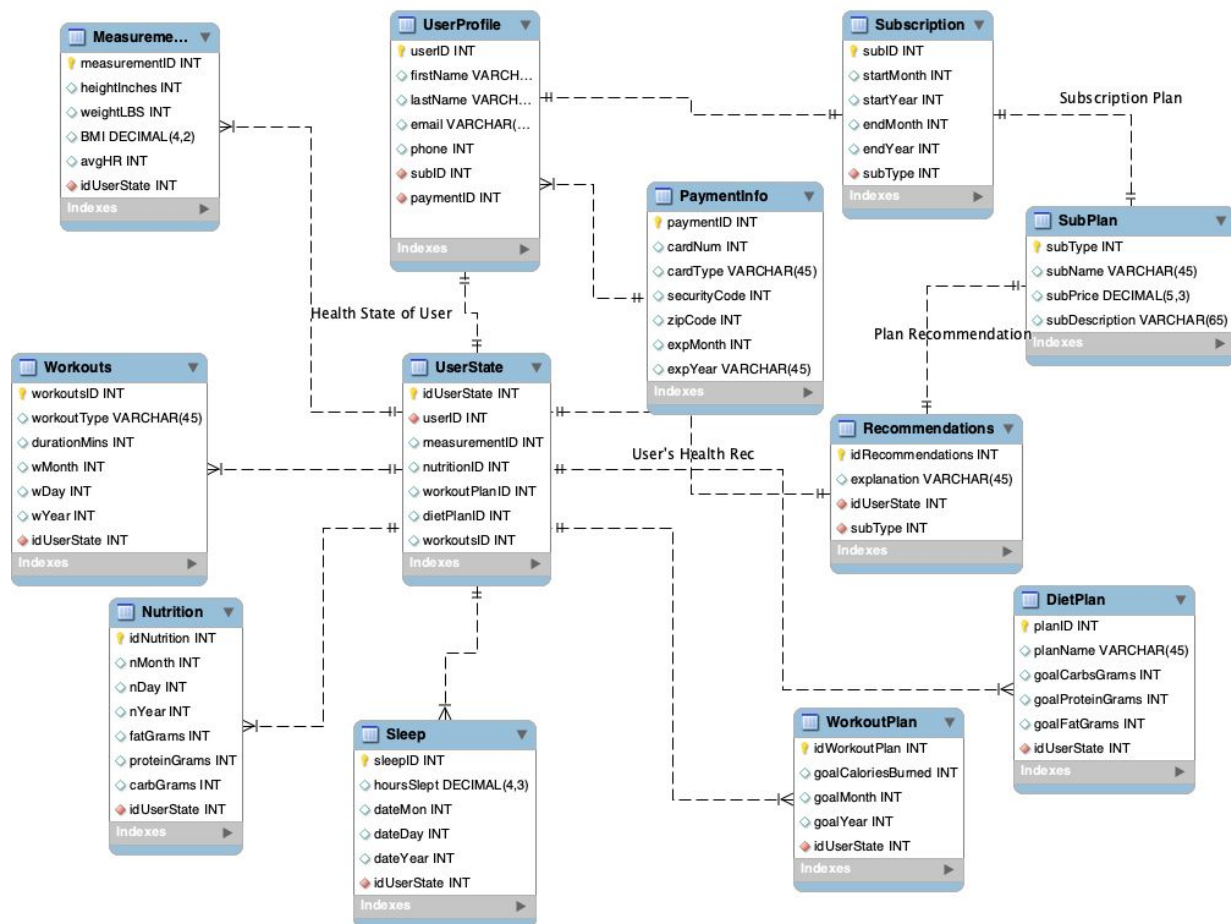 Measureme...
measurementID INT
heightInches INT
weightLBS INT
BMI DECIMAL(4,2)
avgHR INT
idUserState INT
Indexes
UserProfile
userID INT
firstName VARCH...
lastName VARCH...
email VARCHAR(...
phone INT
subID INT
paymentID INT
Indexes
Subscription
subID INT
startMonth INT
startYear INT
endMonth INT
endYear INT
subType INT
Indexes
Subscription Plan
PaymentInfo
paymentID INT
cardNum INT
cardType VARCHAR(45)
securityCode INT
zipCode INT
expMonth INT
expYear VARCHAR(45)
SubPlan
subType INT
subName VARCHAR(45)
subPrice DECIMAL(5,3)
subDescription VARCHAR(65)
Indexes
Health State of User
Plan Recommendation
Workouts
workoutsID INT
workoutType VARCHAR(45)
durationMins INT
wMonth INT
wDay INT
wYear INT
idUserState INT
Indexes
UserState
idUserState INT
userID INT
measurementID INT
nutritionID INT
workoutPlanID INT
dietPlanID INT
workoutsID INT
Indexes
User's Health Rec
Recommendations
idRecommendations INT
explanation VARCHAR(45)
idUserState INT
subType INT
Indexes
Nutrition
idNutrition INT
nMonth INT
nDay INT
nYear INT
fatGrams INT
proteinGrams INT
carbGrams INT
idUserState INT
Indexes
Sleep
sleepID INT
hoursSlept DECIMAL(4,3)
dateMon INT
dateDay INT
dateYear INT
idUserState INT
Indexes
WorkoutPlan
idWorkoutPlan INT
goalCaloriesBurned INT
goalMonth INT
goalYear INT
idUserState INT
Indexes
DietPlan
planID INT
planName VARCHAR(45)
goalCarbsGrams INT
goalProteinGrams INT
goalFatGrams INT
idUserState INT
Indexes